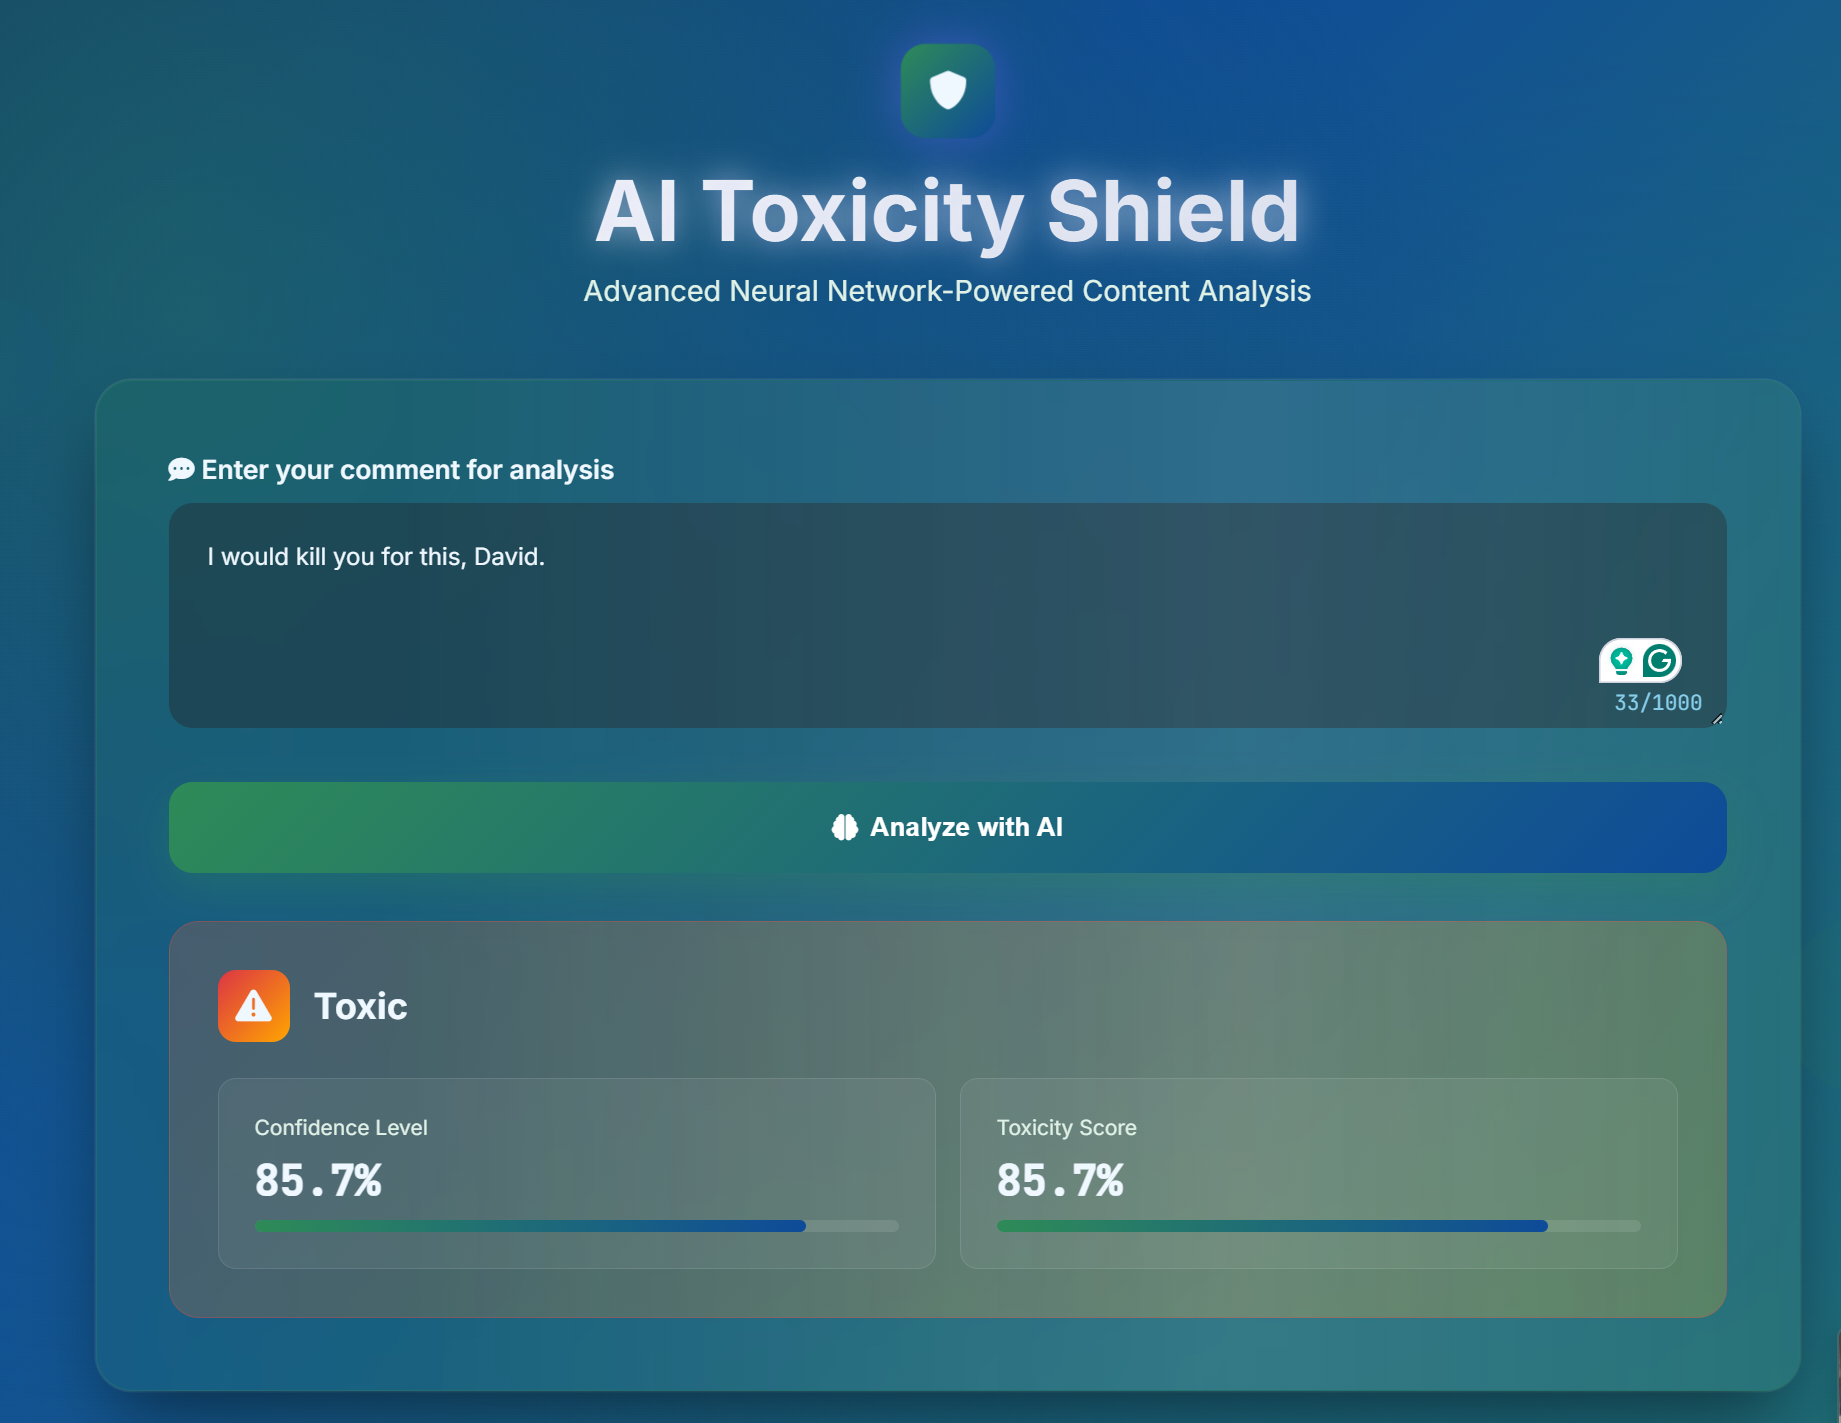 AI Toxicity Shield
Advanced Neural Network-Powered Content Analysis
Enter your comment for analysis
I would kill you for this, David.
33/1000
Analyze with AI
Toxic
Confidence Level
85.7%
Toxicity Score
85.7%